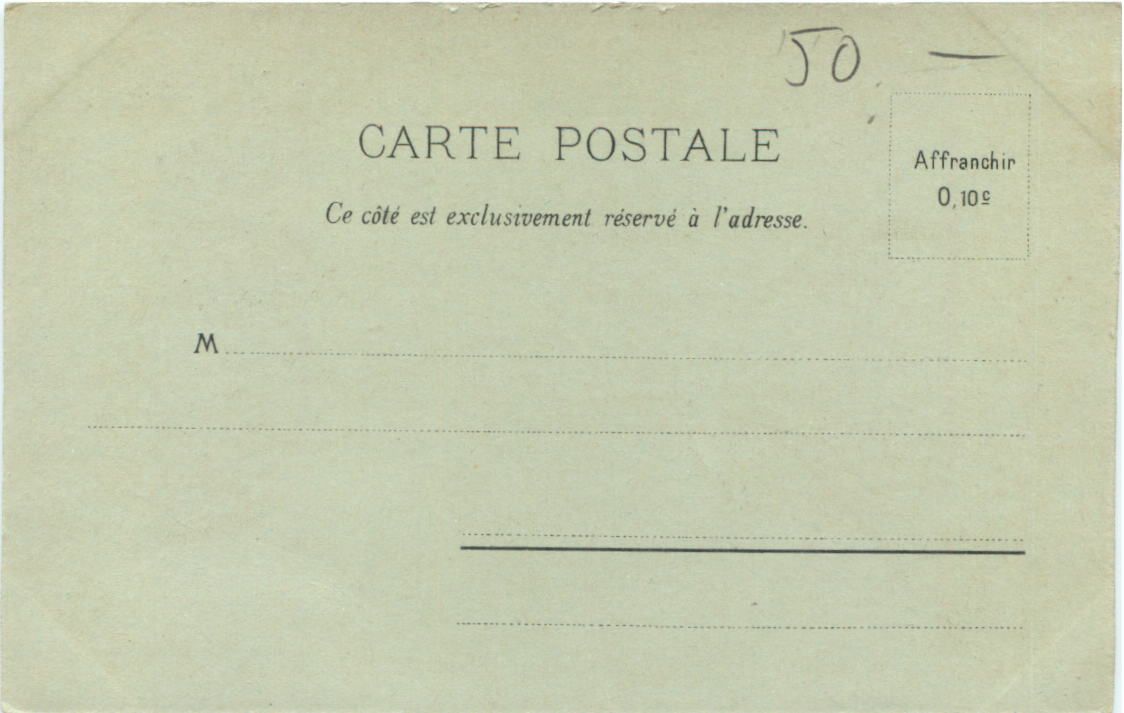 50 —
CARTE POSTALE
Ce côté est exclusivement réservé à l'adresse.
Affranchir
0,10c
M